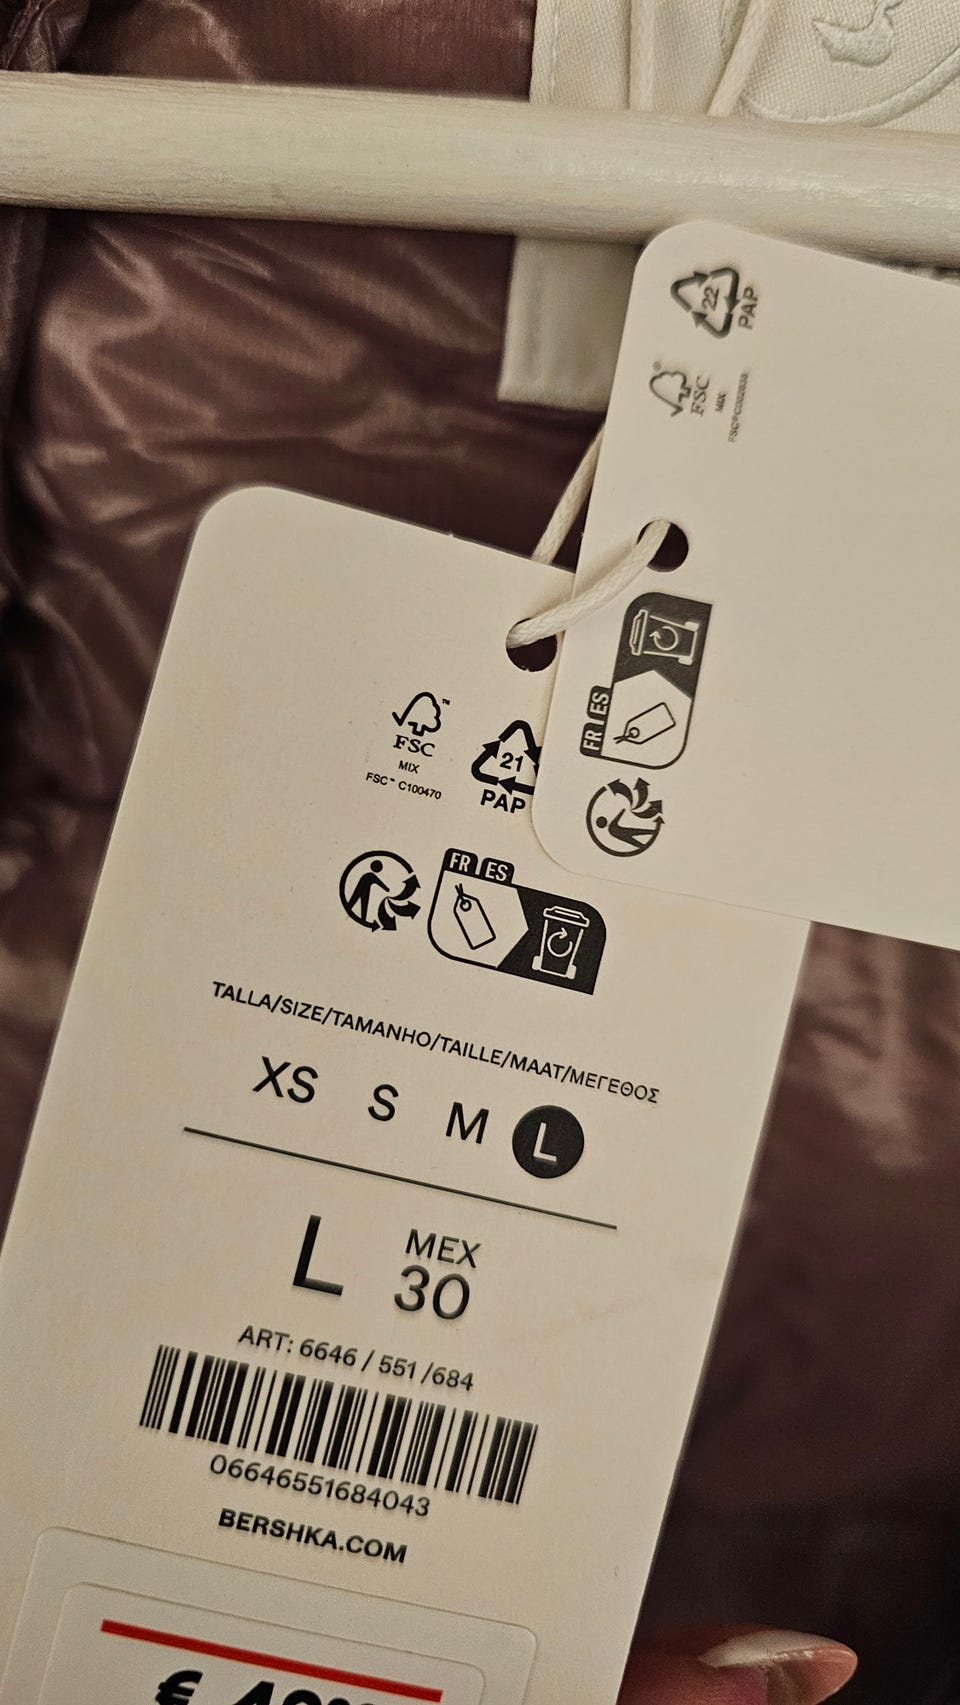 22
PAP
FSC
MIX
FR ES
FSC
MIX
FSC™ C100470
21
PAP
FR ES
TALLA/SIZE/TAMANHO/TAILLE/MAAT/ΜΕΓΕΘΟΣ
XS S M L
L MEX
30
ART: 6646 / 551 /684
06646551684043
BERSHKA.COM
€